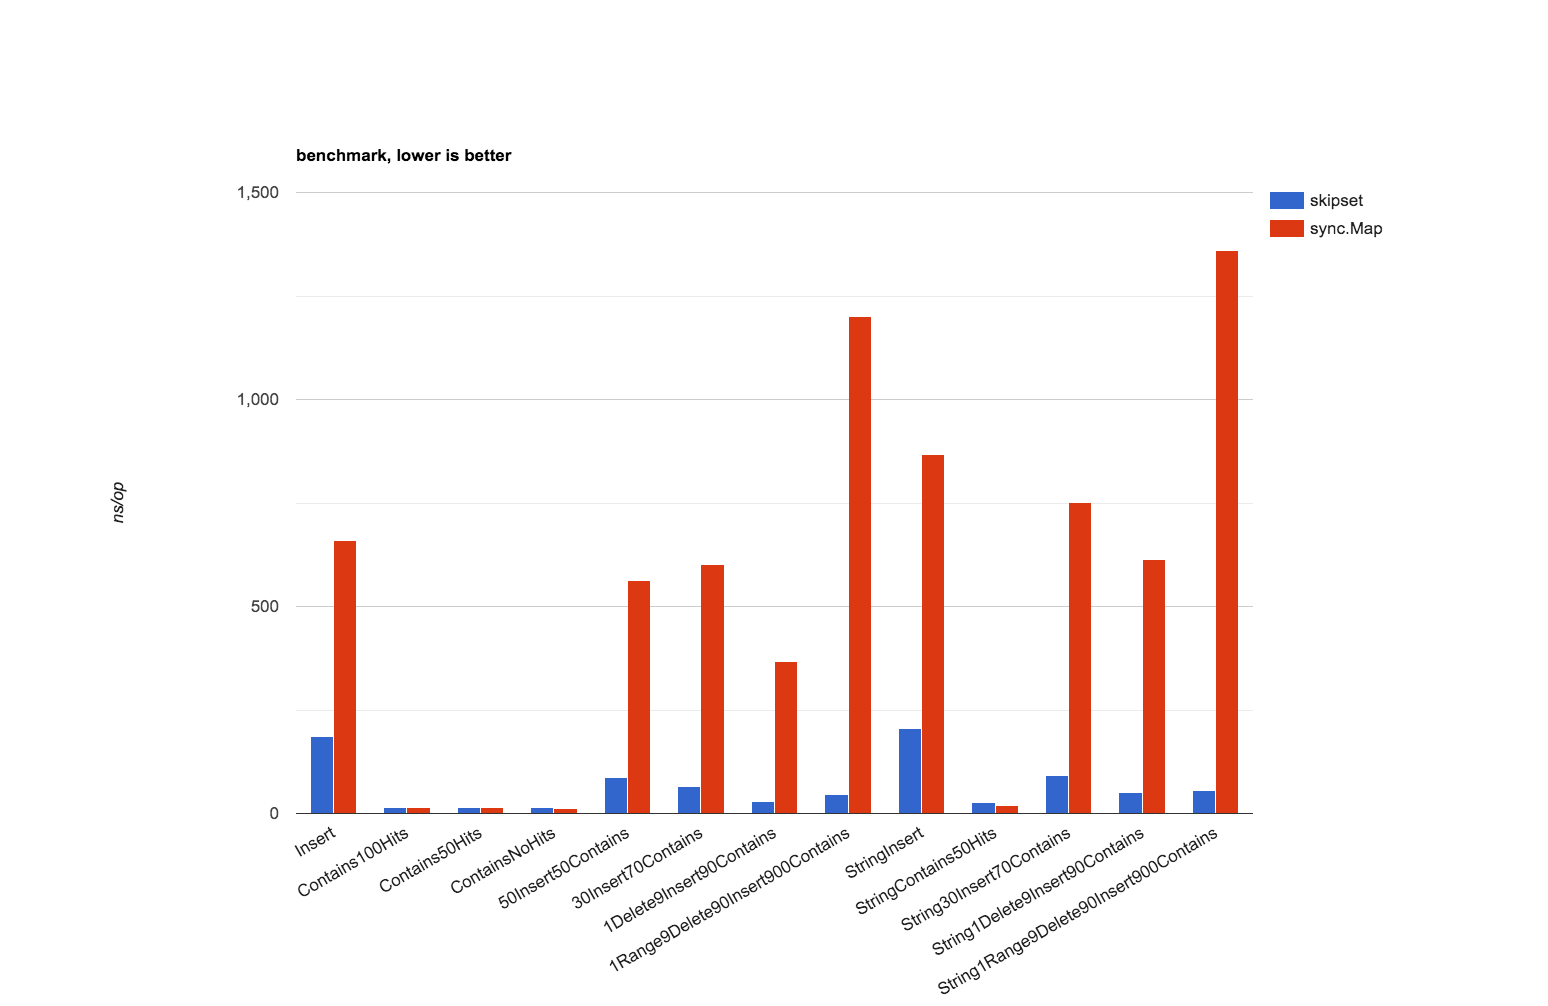 benchmark, lower is better
1,500
1,000
500
0
ns/op
skipset
sync.Map
Insert
Contains100Hits
Contains50Hits
ContainsNoHits
50Insert50Contains
30Insert70Contains
1Delete9Insert90Contains
1Range9Delete90Insert900Contains
StringInsert
StringContains50Hits
String30Insert70Contains
String1Delete9Insert90Contains
String1Range9Delete90Insert900Contains